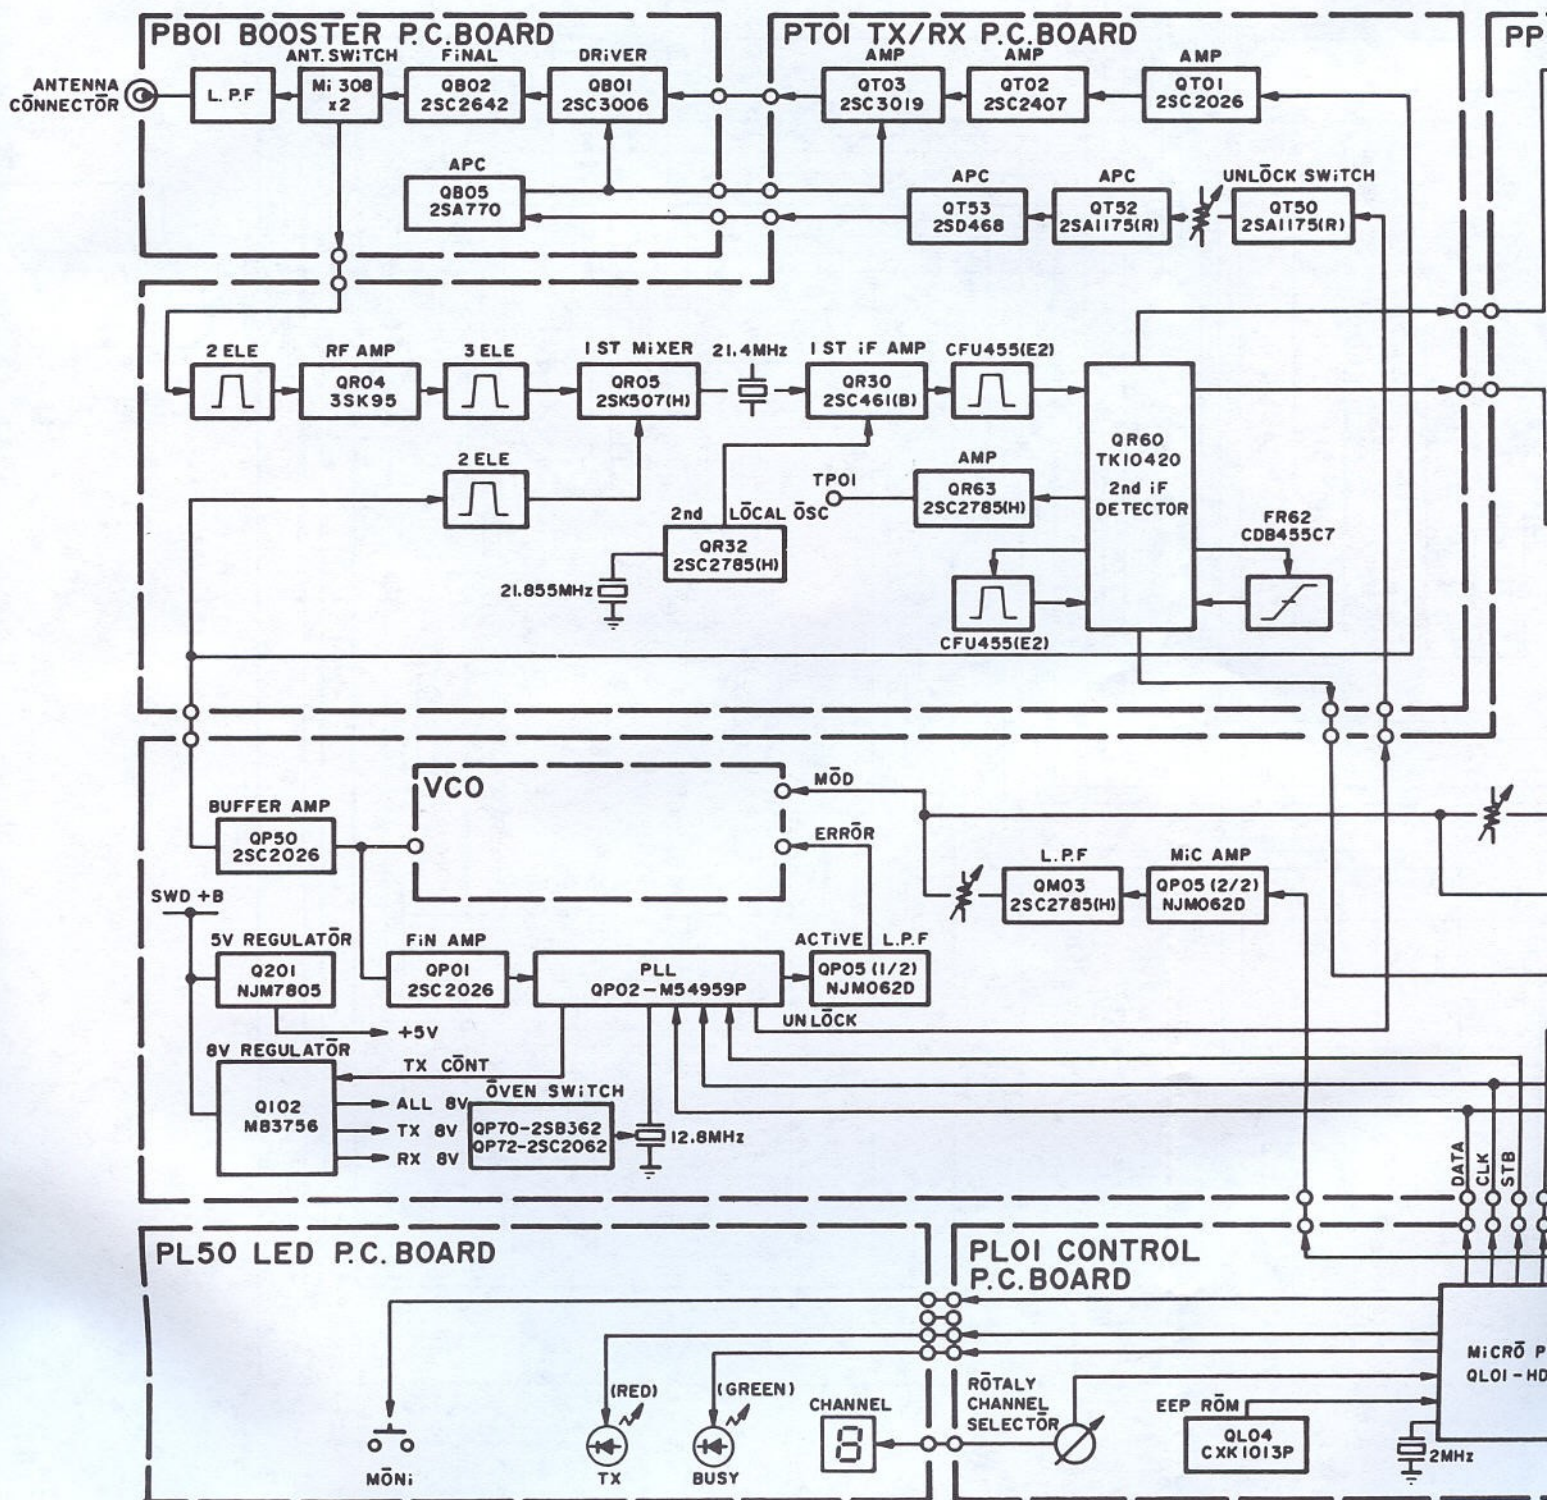 PB01 BOOSTER P.C.BOARD
PT01 TX/RX P.C.BOARD
PP
ANTENNA
CONNECTOR
L.P.F
ANT.SWiTCH
Mi 308
x2
FiNAL
QB02
2SC2642
DRiVER
QB01
2SC3006
AMP
QT03
2SC3019
AMP
QT02
2SC2407
AMP
QT01
2SC2026
APC
QB05
2SA770
APC
QT53
2SD468
APC
QT52
2SA1175(R)
UNLOCK SWiTCH
QT50
2SA1175(R)
2 ELE
RF AMP
QR04
3SK95
3 ELE
1ST MiXER
QR05
2SK507(H)
21.4MHz
1ST iF AMP
QR30
2SC461(B)
CFU455(E2)
QR60
TK10420
2nd iF
DETECTOR
2 ELE
TP01
AMP
QR63
2SC2785(H)
2nd LOCAL OSC
QR32
2SC2785(H)
21.855MHz
FR62
CDB455C7
CFU455(E2)
VCO
MOD
ERROR
BUFFER AMP
QP50
2SC2026
L.P.F
QM03
2SC2785(H)
MiC AMP
QP05 (2/2)
NJM062D
SWD +B
5V REGULATOR
Q201
NJM7805
FiN AMP
QP01
2SC2026
PLL
QP02-M54959P
ACTiVE L.P.F
QP05 (1/2)
NJM062D
+5V
UNLOCK
8V REGULATOR
Q102
MB3756
TX CONT
ALL 8V
TX 8V
RX 8V
OVEN SWiTCH
QP70-2SB362
QP72-2SC2062
12.8MHz
DATA
CLK
STB
PL50 LED P.C.BOARD
PL01 CONTROL
P.C.BOARD
MiCRO P
QL01-HD
(RED)
(GREEN)
CHANNEL
8
ROTALY
CHANNEL
SELECTOR
EEP ROM
QL04
CXK1013P
2MHz
MONi
TX
BUSY